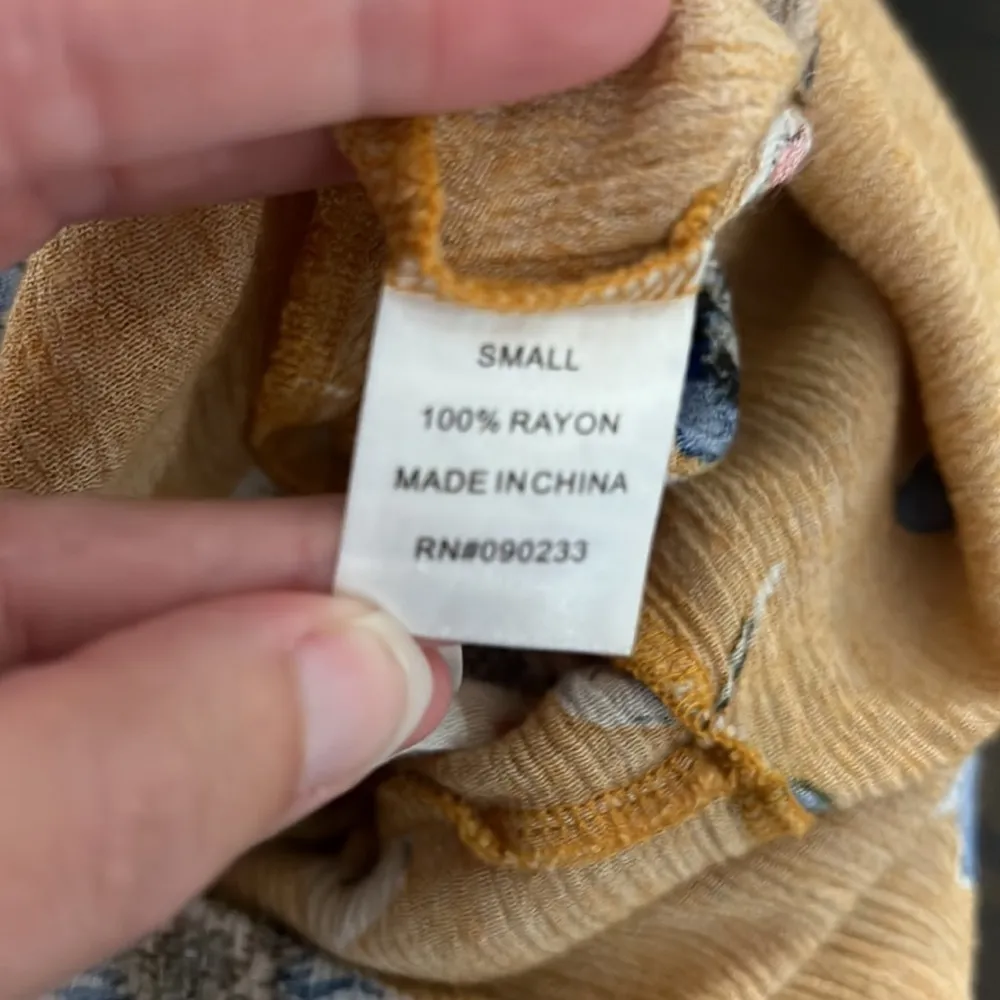 SMALL
100% RAYON
MADE IN CHINA
RN#090233